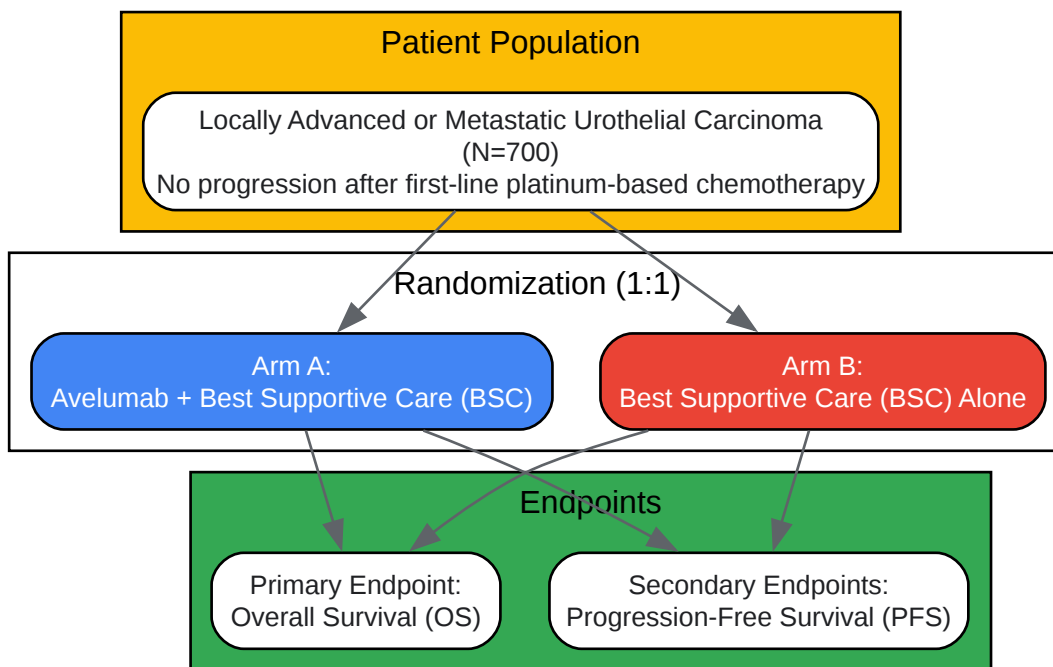 Patient Population
Locally Advanced or Metastatic Urothelial Carcinoma
(N=700)
No progression after first-line platinum-based chemotherapy
Randomization (1:1)
Arm A:
Avelumab + Best Supportive Care (BSC)
Arm B:
Best Supportive Care (BSC) Alone
Endpoints
Primary Endpoint:
Overall Survival (OS)
Secondary Endpoints:
Progression-Free Survival (PFS)